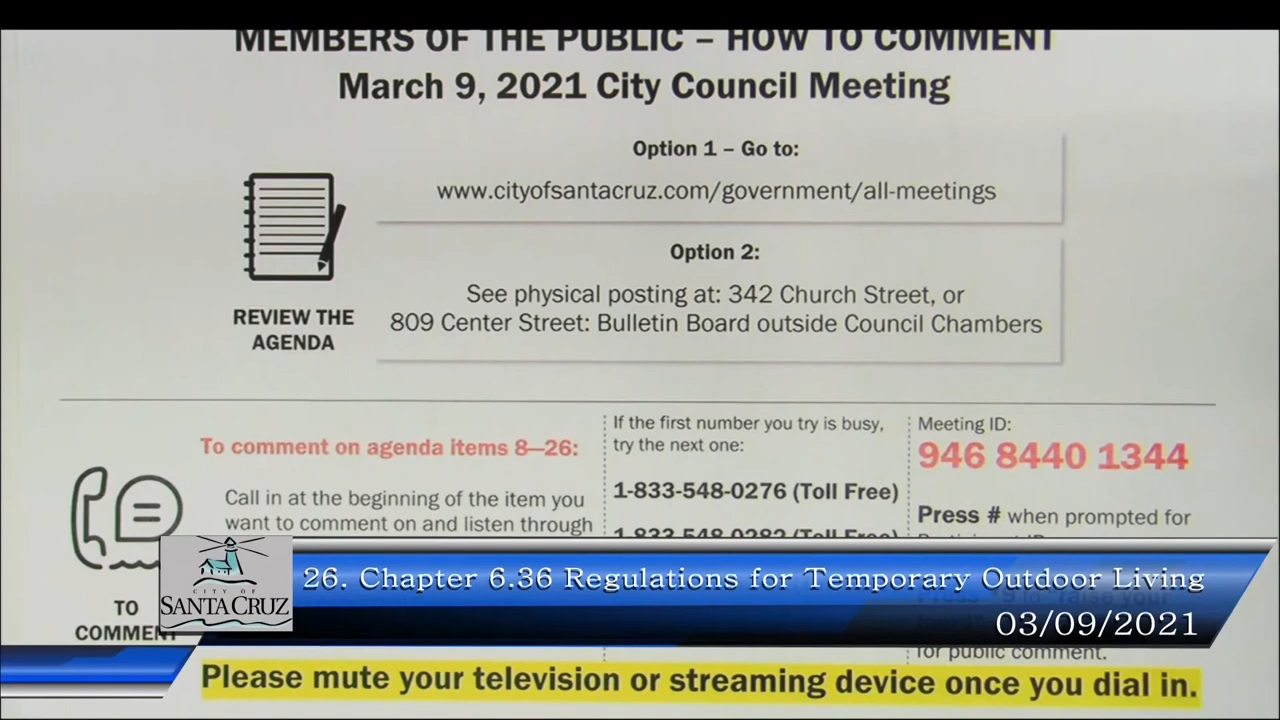 MEMBERS OF THE PUBLIC – HOW TO COMMENT
March 9, 2021 City Council Meeting
Option 1 – Go to:
www.cityofsantacruz.com/government/all-meetings
Option 2:
See physical posting at: 342 Church Street, or
809 Center Street: Bulletin Board outside Council Chambers
REVIEW THE
AGENDA
To comment on agenda items 8—26:
Call in at the beginning of the item you
want to comment on and listen through
If the first number you try is busy,
try the next one:
1-833-548-0276 (Toll Free)
1-833-548-0282 (Toll Free)
Meeting ID:
946 8440 1344
Press # when prompted for
for public comment.
TO
COMMENT
CITY OF
SANTA CRUZ
26. Chapter 6.36 Regulations for Temporary Outdoor Living
03/09/2021
Please mute your television or streaming device once you dial in.